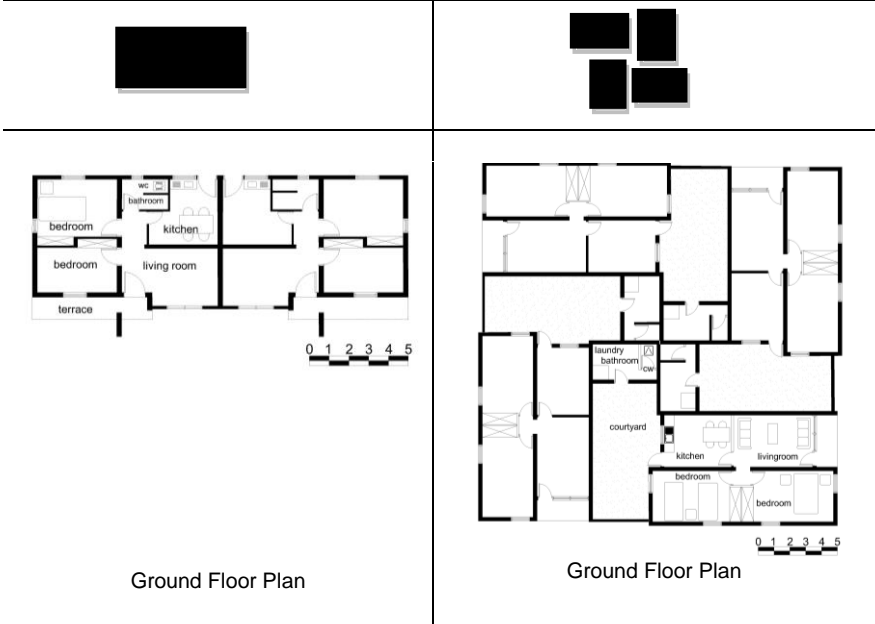 wc
bathroom
bedroom
kitchen
bedroom
living room
terrace
0 1 2 3 4 5
Ground Floor Plan
laundry
bathroom
CW
courtyard
kitchen
livingroom
bedroom
bedroom
0 1 2 3 4 5
Ground Floor Plan